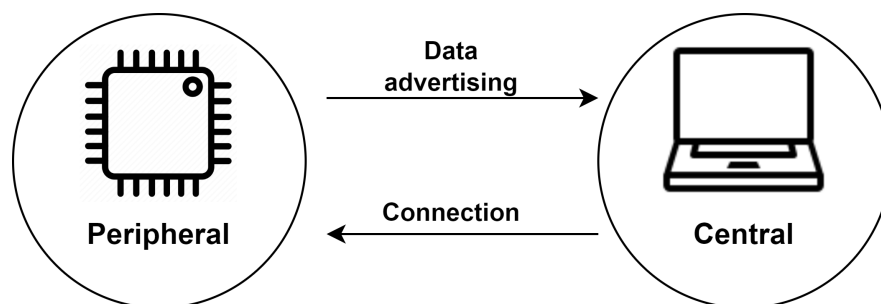 Data
advertising
Connection
Peripheral
Central